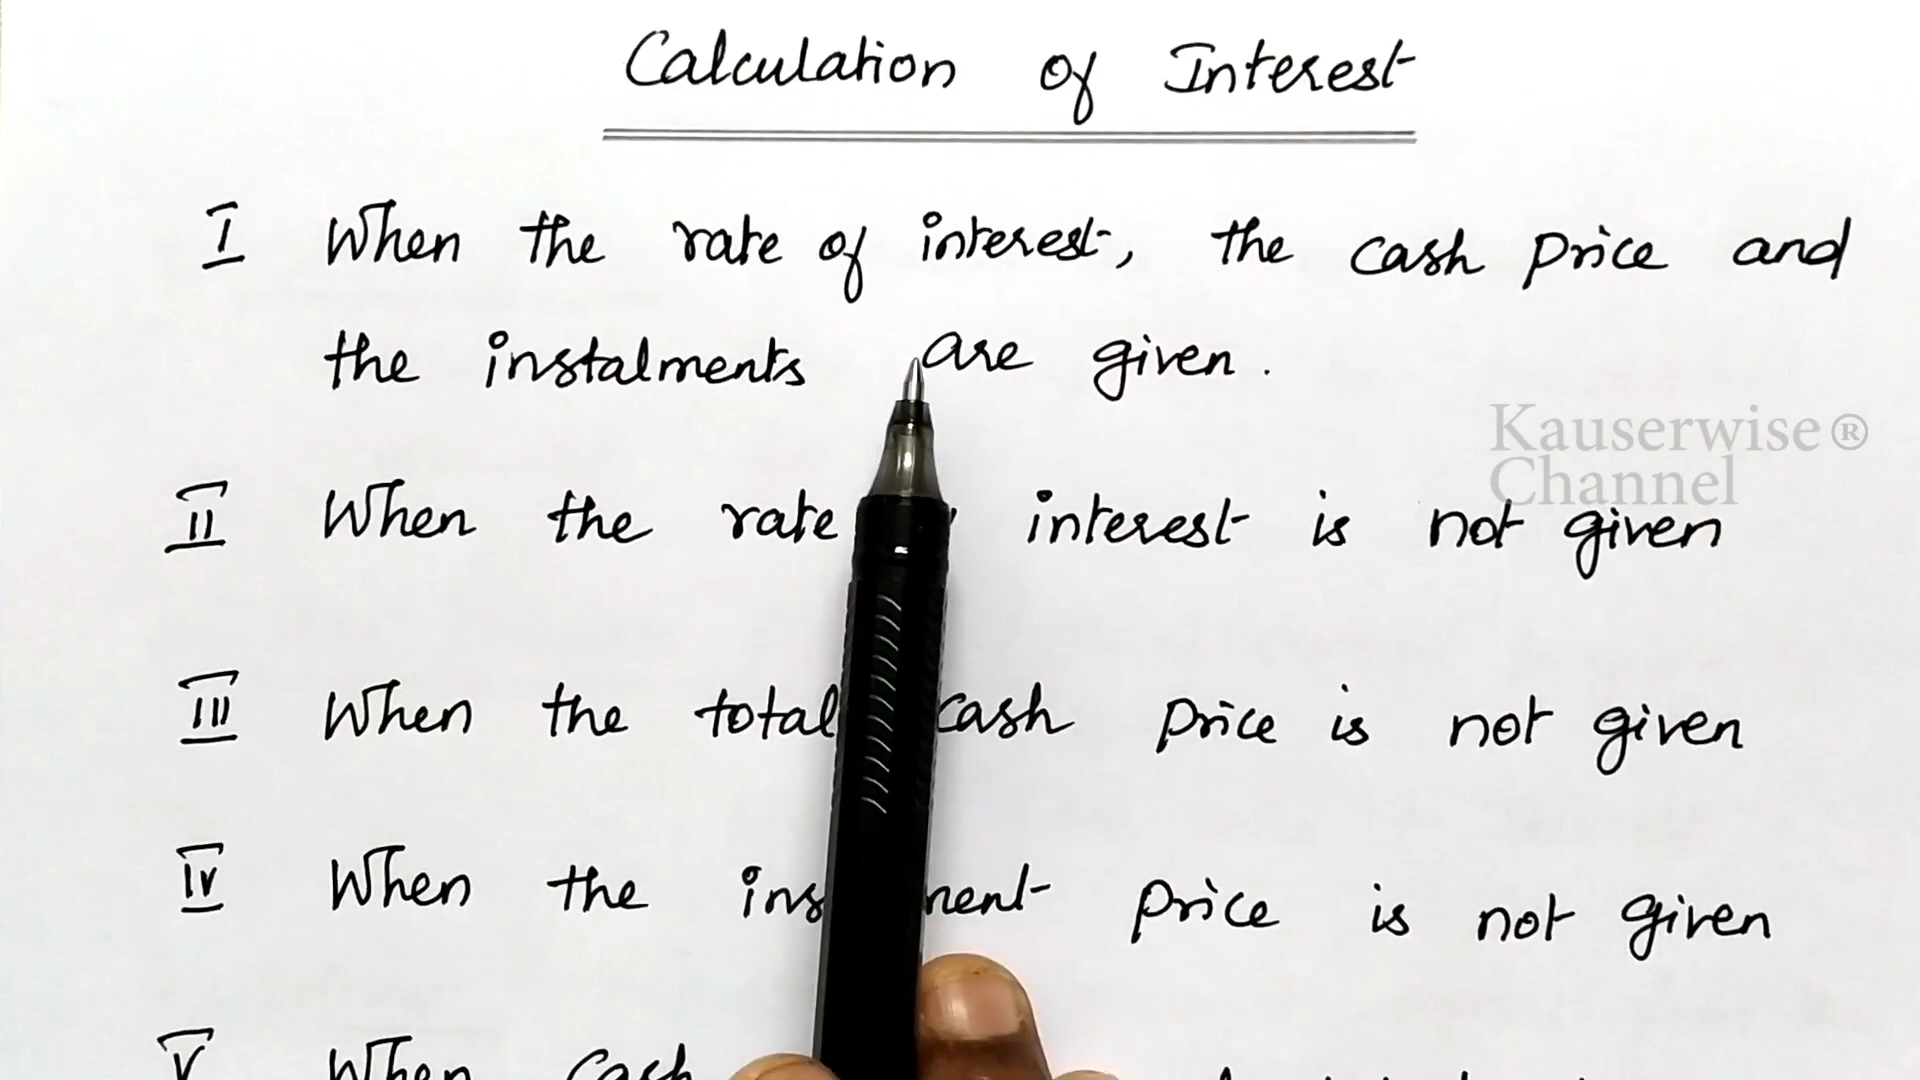 Calculation of Interest
I When the rate of interest, the cash price and
the instalments are given.
Kauserwise®
Channel
II When the rate interest is not given
III When the total cash price is not given
IV When the price is not given
V When cash